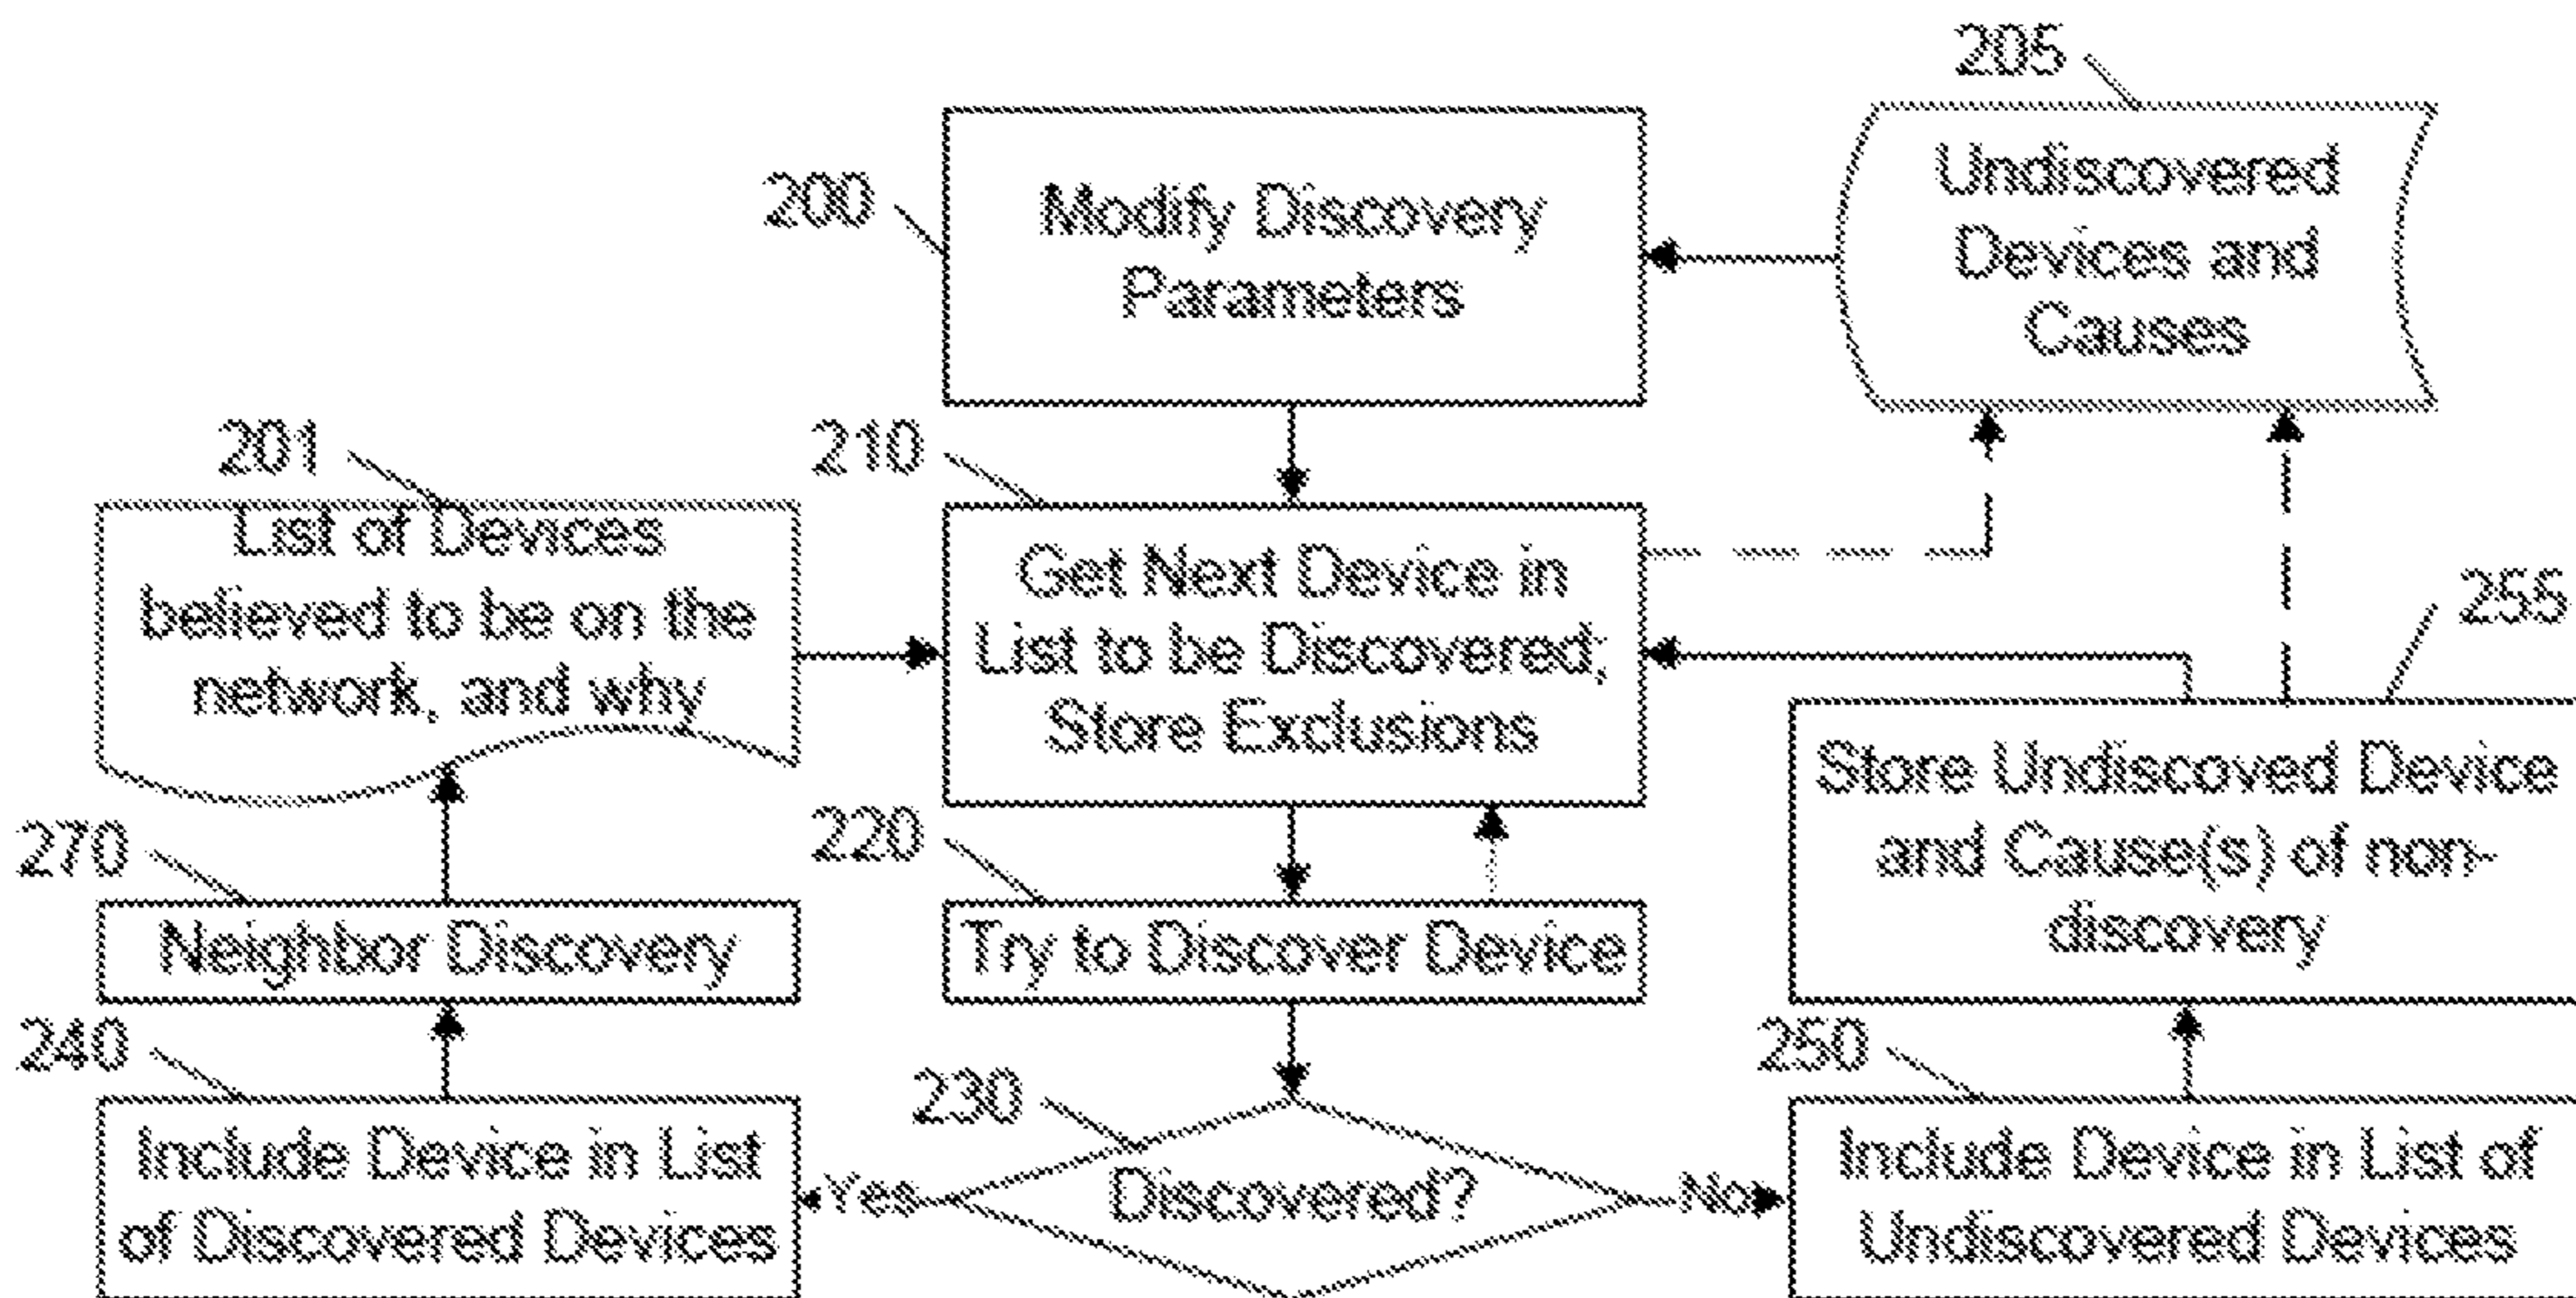 205
200
Modify Discovery
Parameters
Undiscovered
Devices and
Causes
201
210
List of Devices
believed to be on the
network, and why
Get Next Device in
List to be Discovered;
Store Exclusions
255
Store Undiscoved Device
and Cause(s) of non-
discovery
270
Neighbor Discovery
220
Try to Discover Device
240
Include Device in List
of Discovered Devices
230
Yes
Discovered?
No
250
Include Device in List of
Undiscovered Devices